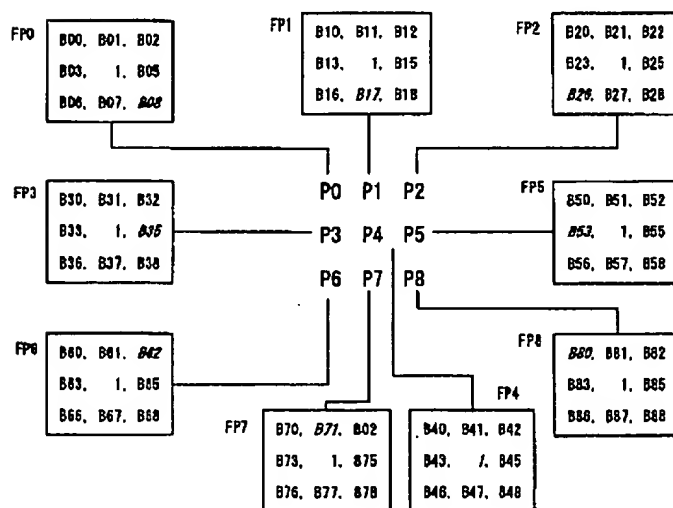 FP0
B00, B01, B02
B03, 1, B05
B06, B07, B08
FP1
B10, B11, B12
B13, 1, B15
B16, B17, B18
FP2
B20, B21, B22
B23, 1, B25
B26, B27, B28
P0 P1 P2
P3 P4 P5
P6 P7 P8
FP3
B30, B31, B32
B33, 1, B35
B36, B37, B38
FP5
B50, B51, B52
B53, 1, B55
B56, B57, B58
FP6
B60, B61, B62
B63, 1, B65
B66, B67, B68
FP8
B80, B81, B82
B83, 1, B85
B86, B87, B88
FP7
B70, B71, B02
B73, 1, B75
B76, B77, B78
FP4
B40, B41, B42
B43, 1, B45
B46, B47, B48